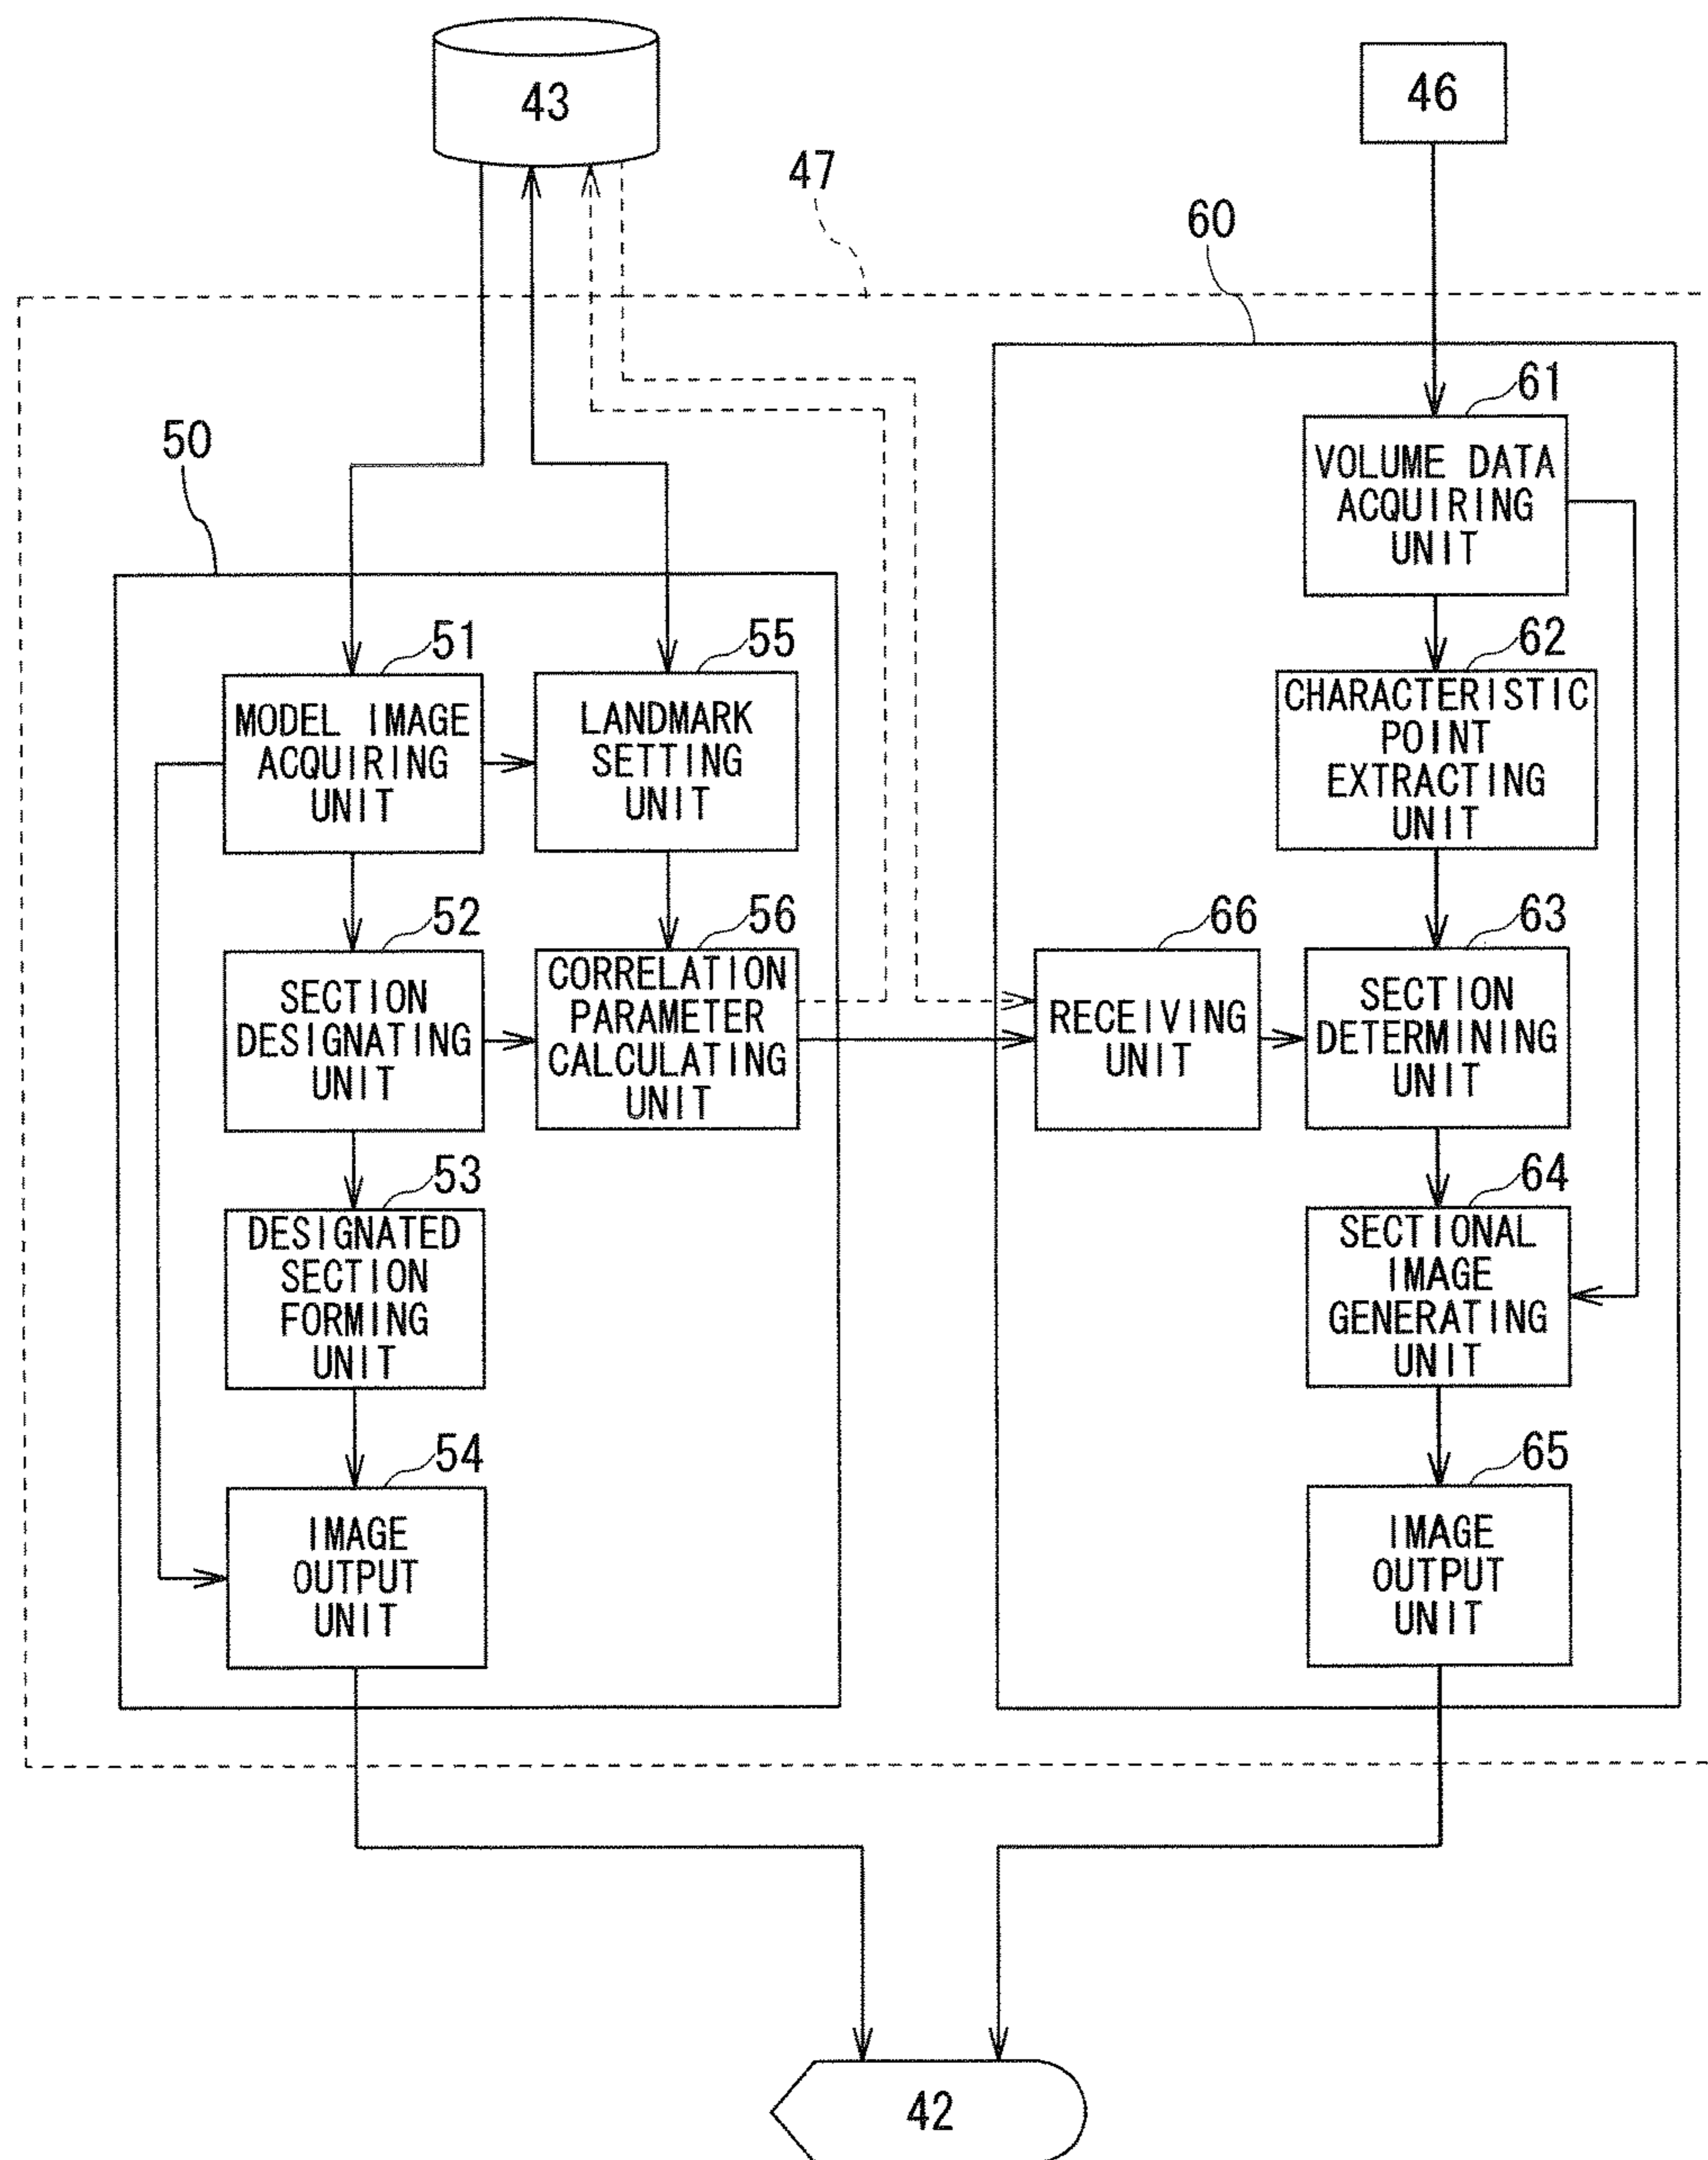 43
46
47
60
61
VOLUME DATA
ACQUIRING
UNIT
50
51
MODEL IMAGE
ACQUIRING
UNIT
55
LANDMARK
SETTING
UNIT
62
CHARACTERISTIC
POINT
EXTRACTING
UNIT
52
SECTION
DESIGNATING
UNIT
56
CORRELATION
PARAMETER
CALCULATING
UNIT
66
RECEIVING
UNIT
63
SECTION
DETERMINING
UNIT
53
DESIGNATED
SECTION
FORMING
UNIT
64
SECTIONAL
IMAGE
GENERATING
UNIT
54
IMAGE
OUTPUT
UNIT
65
IMAGE
OUTPUT
UNIT
42